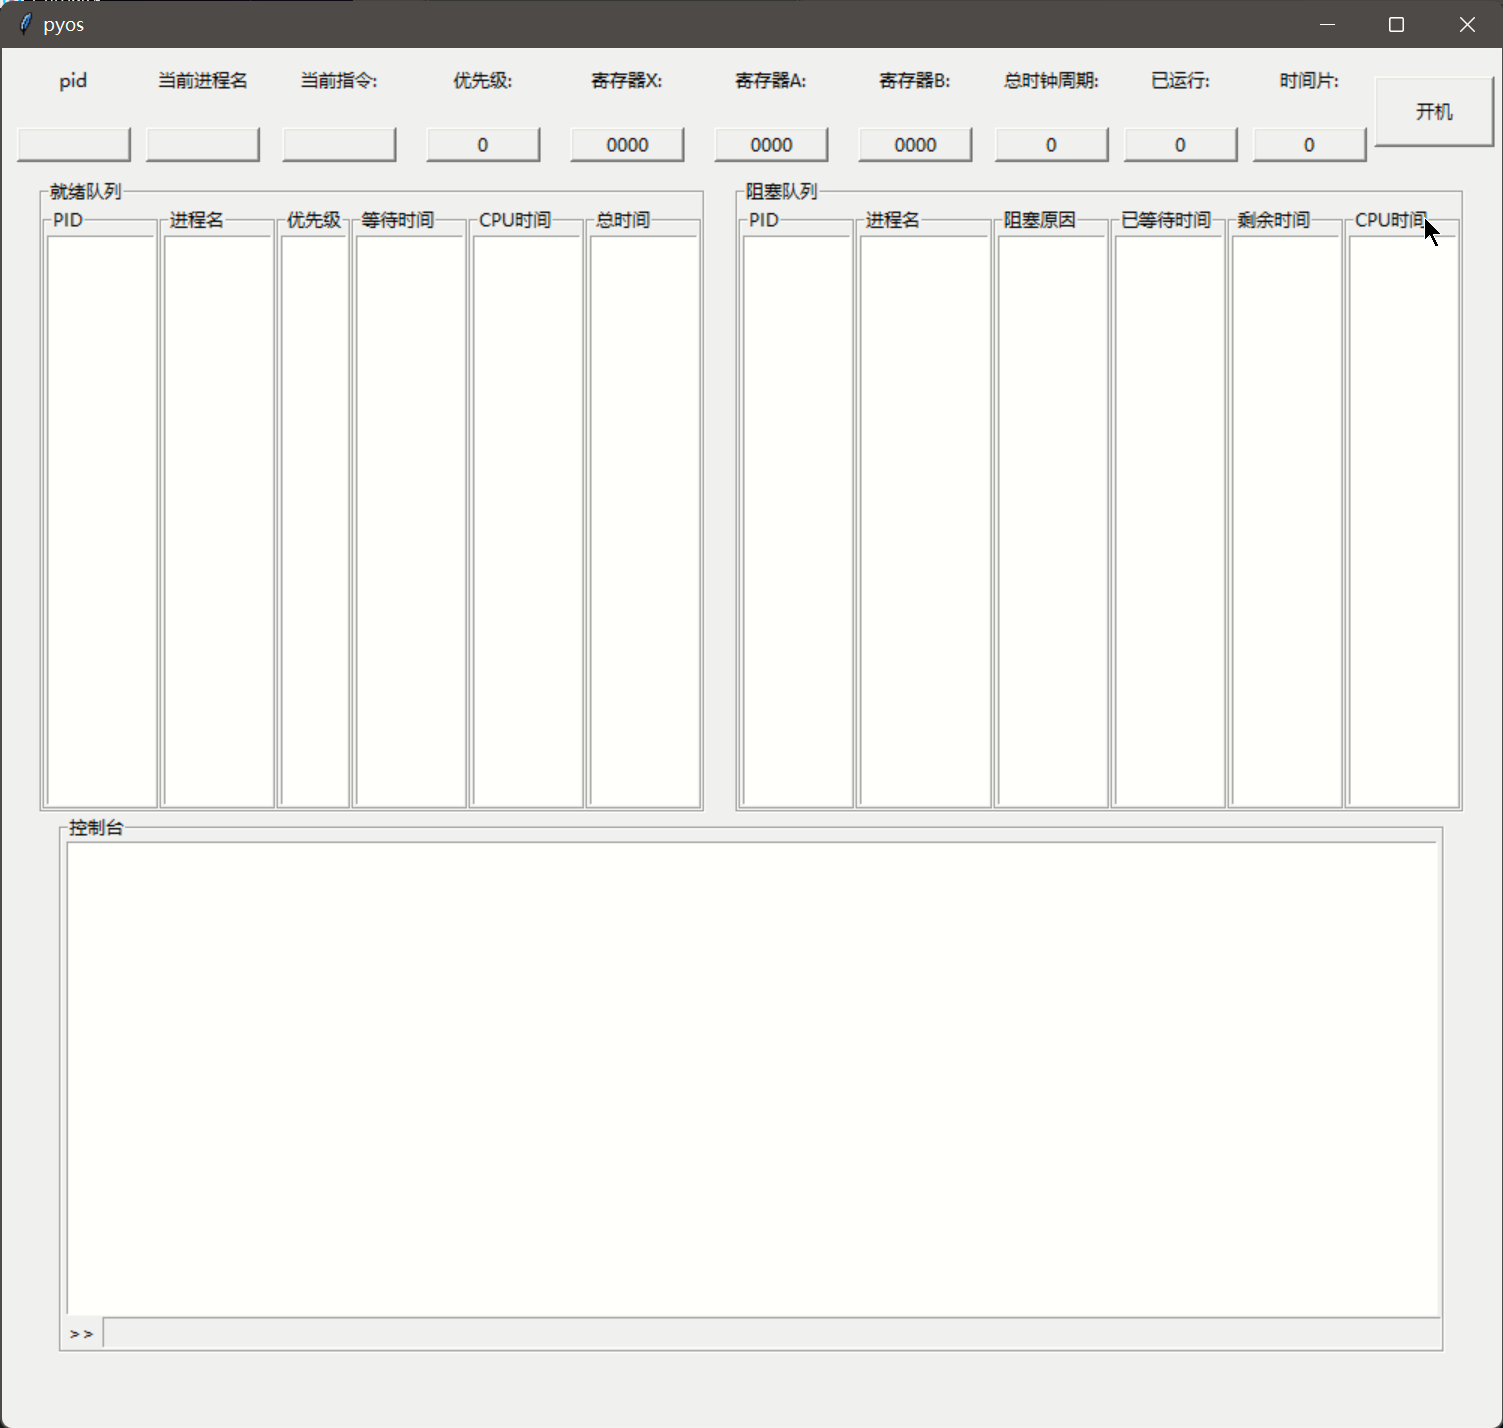 pyos
pid 当前进程名 当前指令: 优先级: 寄存器X: 寄存器A: 寄存器B: 总时钟周期: 已运行: 时间片:
开机
0 0000 0000 0000 0 0 0
就绪队列
PID 进程名 优先级 等待时间 CPU时间 总时间
阻塞队列
PID 进程名 阻塞原因 已等待时间 剩余时间 CPU时间
控制台
>>